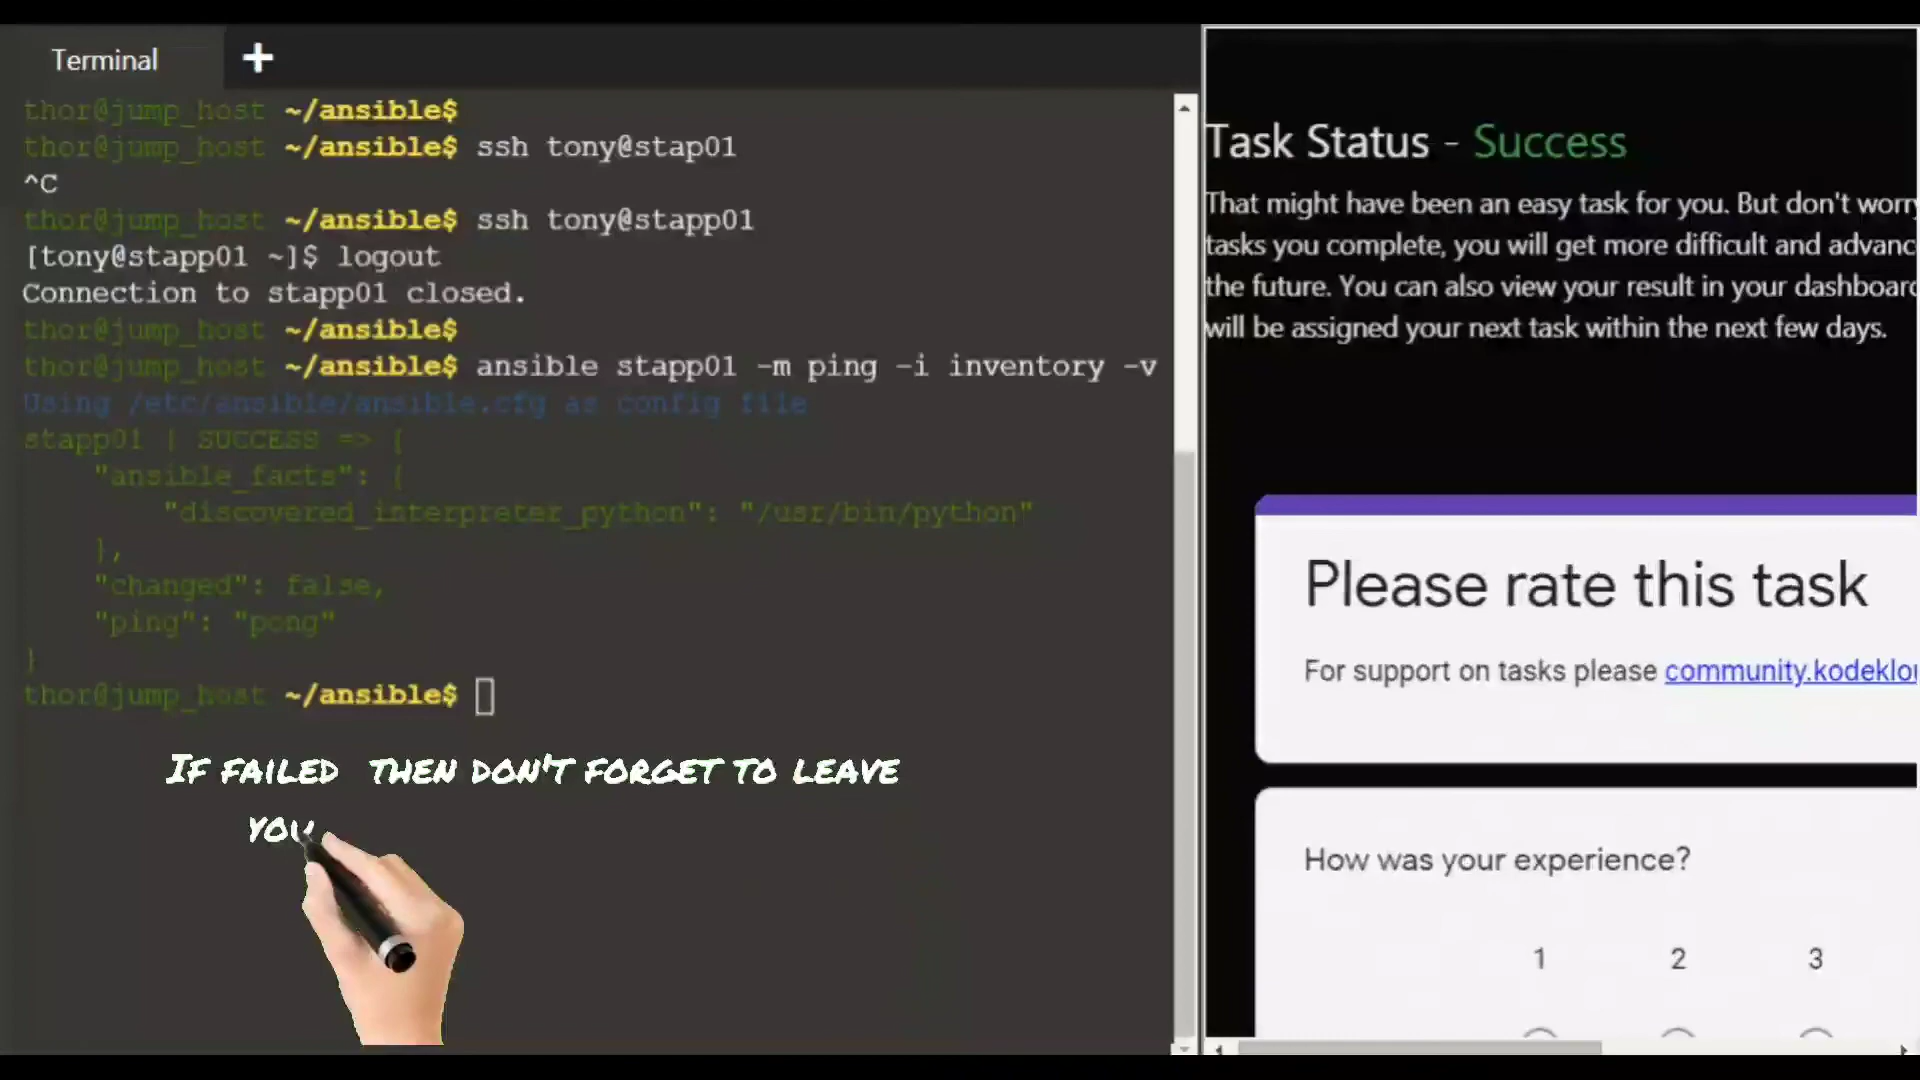 Terminal
thor@jump_host ~/ansible$
thor@jump_host ~/ansible$ ssh tony@stap01
^C
thor@jump_host ~/ansible$ ssh tony@stapp01
[tony@stapp01 ~]$ logout
Connection to stapp01 closed.
thor@jump_host ~/ansible$
thor@jump_host ~/ansible$ ansible stapp01 -m ping -i inventory -v
Using /etc/ansible/ansible.cfg as config file
stapp01 | SUCCESS => {
"ansible_facts": {
"discovered_interpreter_python": "/usr/bin/python"
},
"changed": false,
"ping": "pong"
}
thor@jump_host ~/ansible$
IF FAILED THEN DON'T FORGET TO LEAVE
YOU
Task Status - Success
That might have been an easy task for you. But don't worry
tasks you complete, you will get more difficult and advanc
the future. You can also view your result in your dashboard
will be assigned your next task within the next few days.
Please rate this task
For support on tasks please community.kodeklou
How was your experience?
1 2 3